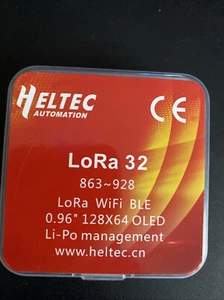 HELTEC
AUTOMATION
CE
LoRa 32
863~928
LoRa WiFi BLE
0.96" 128X64 OLED
Li-Po management
www.heltec.cn